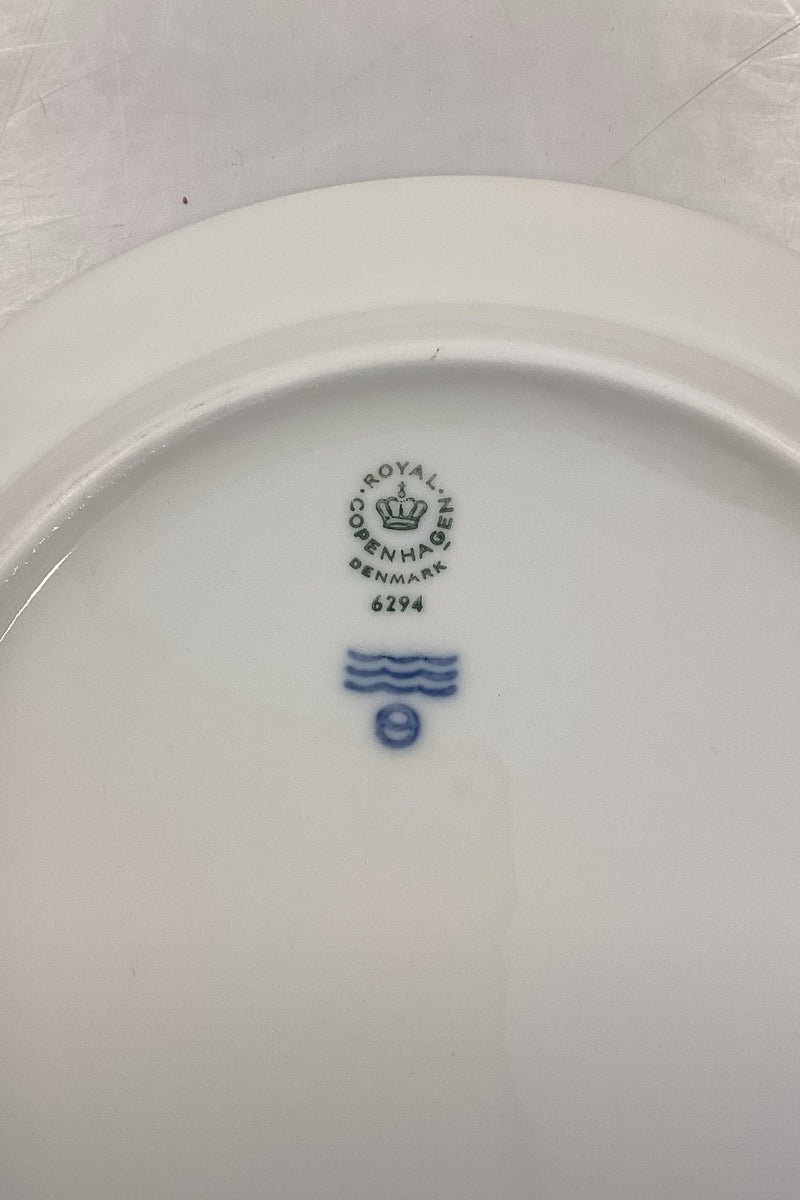 ROYAL
COPENHAGEN
DENMARK
6294